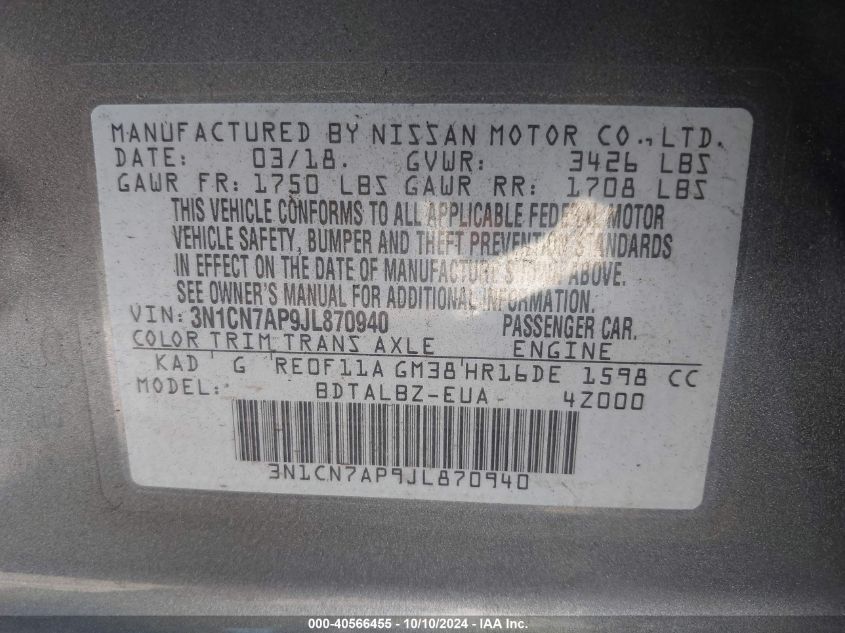 MANUFACTURED BY NISSAN MOTOR CO.,LTD.
DATE: 03/18. GVWR: 3426 LBS
GAWR FR: 1750 LBS GAWR RR: 1708 LBS
THIS VEHICLE CONFORMS TO ALL APPLICABLE FEDERAL MOTOR
VEHICLE SAFETY, BUMPER AND THEFT PREVENTION STANDARDS
IN EFFECT ON THE DATE OF MANUFACTURE SHOWN ABOVE.
SEE OWNER'S MANUAL FOR ADDITIONAL INFORMATION.
VIN: 3N1CN7AP9JL870940 PASSENGER CAR.
COLOR TRIM TRANS AXLE ENGINE
KAD G RE0F11A GM38 HR16DE 1598 CC
MODEL: BDTALBZ-EUA 4Z000
3N1CN7AP9JL870940
000-40566455 - 10/10/2024 - IAA Inc.